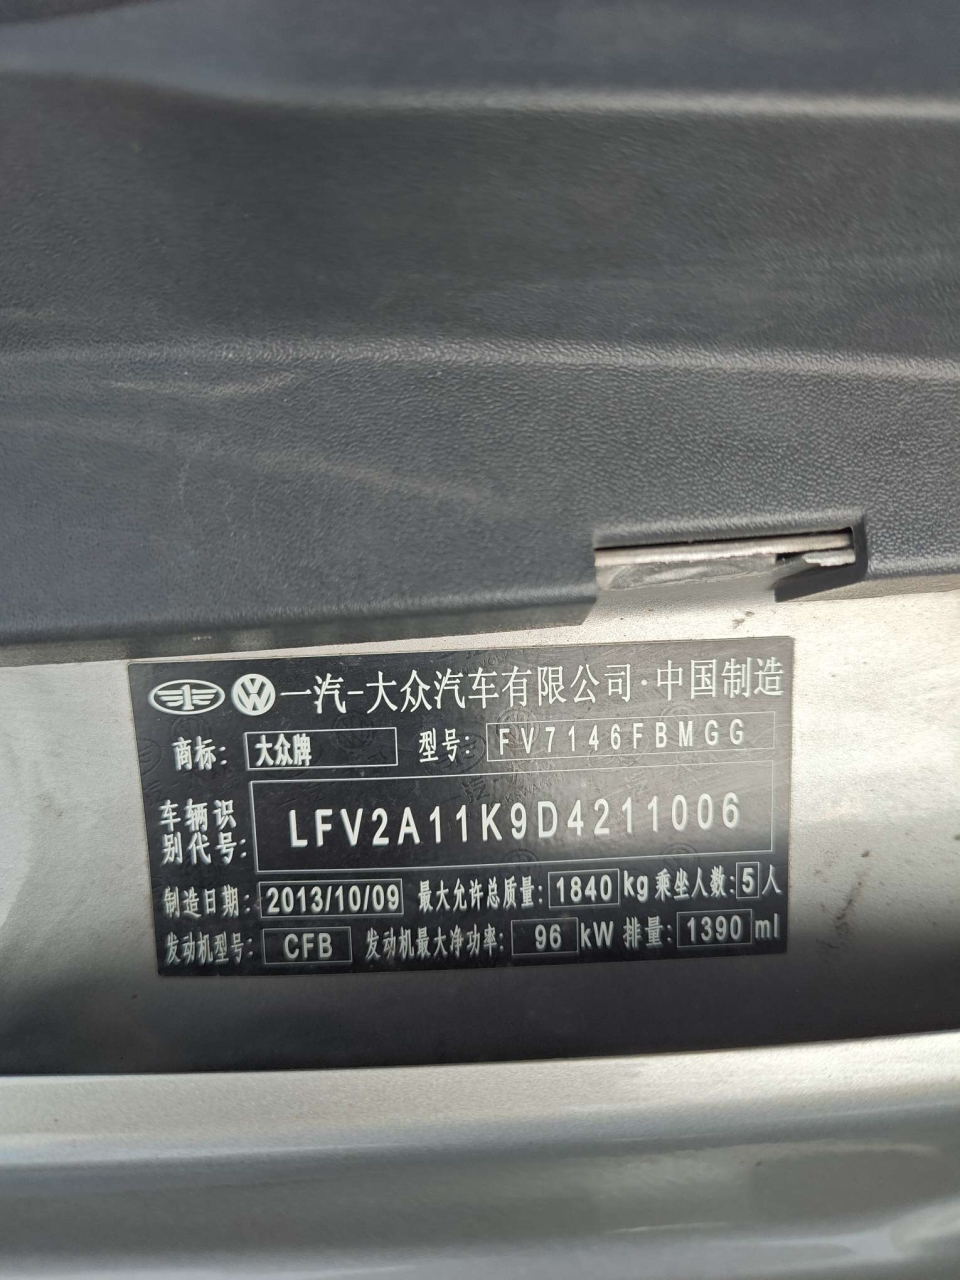 一汽-大众汽车有限公司·中国制造
商标: 大众牌 型号: FV7146FBMGG
车辆识别代号: LFV2A11K9D4211006
制造日期: 2013/10/09 最大允许总质量: 1840 kg 乘坐人数: 5 人
发动机型号: CFB 发动机最大净功率: 96 kW 排量: 1390 ml